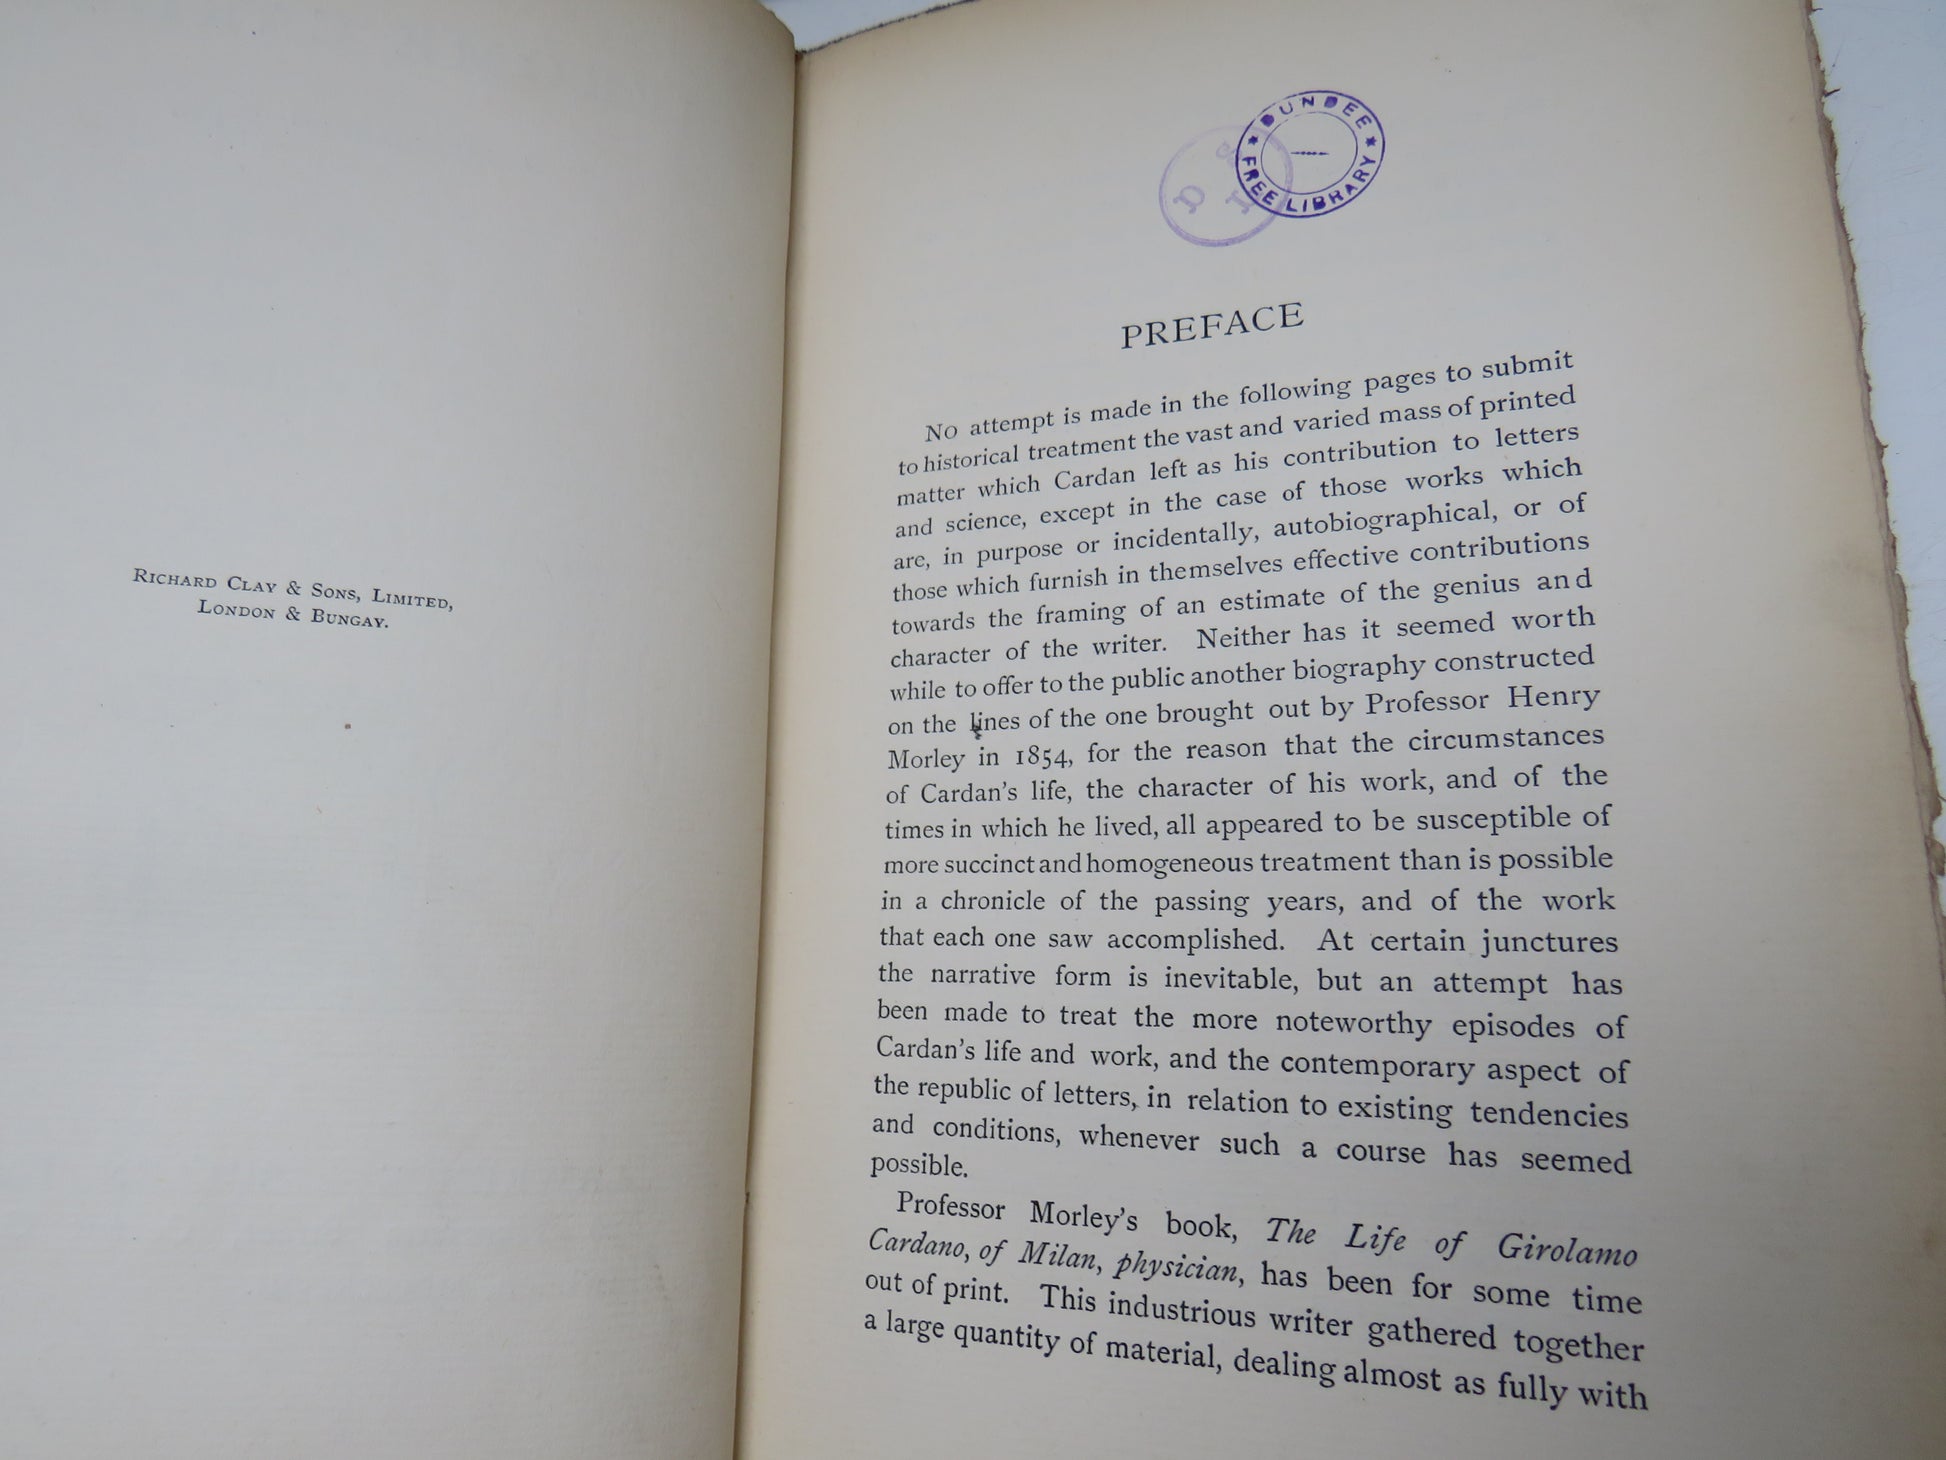 RICHARD CLAY & SONS, LIMITED,
LONDON & BUNGAY.
DUNDEE
FREE LIBRARY
D
L
PREFACE
NO attempt is made in the following pages to submit
to historical treatment the vast and varied mass of printed
matter which Cardan left as his contribution to letters
and science, except in the case of those works which
are, in purpose or incidentally, autobiographical, or of
those which furnish in themselves effective contributions
towards the framing of an estimate of the genius and
character of the writer. Neither has it seemed worth
while to offer to the public another biography constructed
on the lines of the one brought out by Professor Henry
Morley in 1854, for the reason that the circumstances
of Cardan's life, the character of his work, and of the
times in which he lived, all appeared to be susceptible of
more succinct and homogeneous treatment than is possible
in a chronicle of the passing years, and of the work
that each one saw accomplished. At certain junctures
the narrative form is inevitable, but an attempt has
been made to treat the more noteworthy episodes of
Cardan's life and work, and the contemporary aspect of
the republic of letters, in relation to existing tendencies
and conditions, whenever such a course has seemed
possible.
Professor Morley's book, The Life of Girolamo
Cardano, of Milan, physician, has been for some time
out of print. This industrious writer gathered together
a large quantity of material, dealing almost as fully with